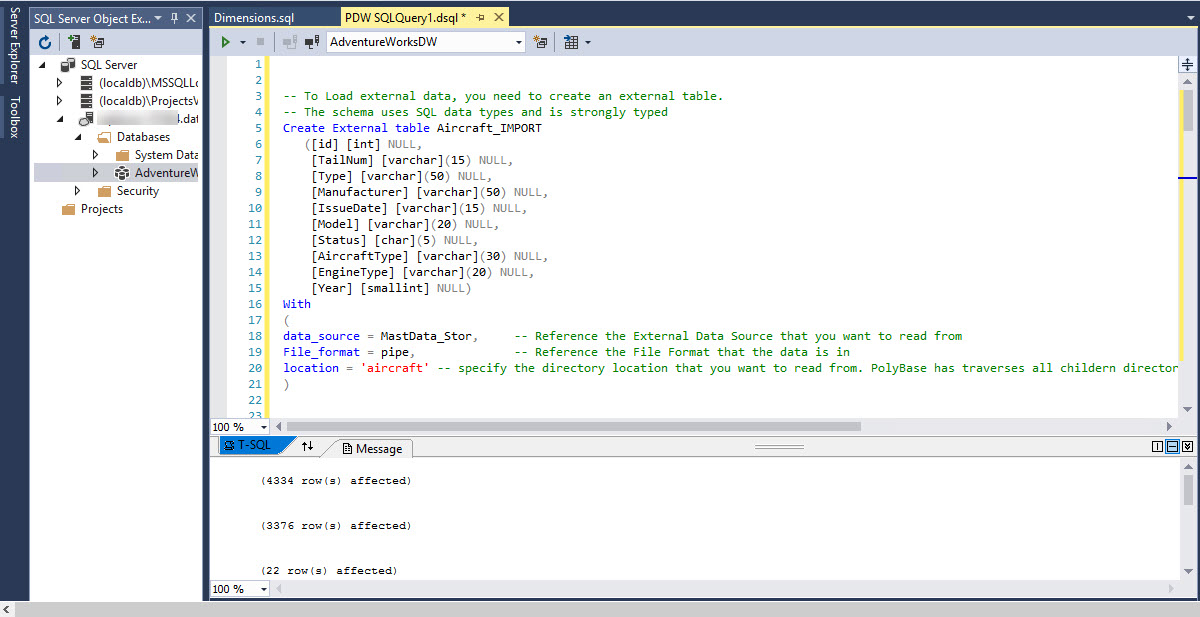 Server Explorer
Toolbox
SQL Server Object Ex...
SQL Server
(localdb)\MSSQLLo
(localdb)\ProjectsV
.dat
Databases
System Data
AdventureW
Security
Projects
Dimensions.sql
PDW SQLQuery1.dsql *
AdventureWorksDW
1
2
3 -- To Load external data, you need to create an external table.
4 -- The schema uses SQL data types and is strongly typed
5 Create External table Aircraft_IMPORT
6 ([id] [int] NULL,
7 [TailNum] [varchar](15) NULL,
8 [Type] [varchar](50) NULL,
9 [Manufacturer] [varchar](50) NULL,
10 [IssueDate] [varchar](15) NULL,
11 [Model] [varchar](20) NULL,
12 [Status] [char](5) NULL,
13 [AircraftType] [varchar](30) NULL,
14 [EngineType] [varchar](20) NULL,
15 [Year] [smallint] NULL)
16 With
17 (
18 data_source = MastData_Stor, -- Reference the External Data Source that you want to read from
19 File_format = pipe, -- Reference the File Format that the data is in
20 location = 'aircraft' -- specify the directory location that you want to read from. PolyBase has traverses all childern director
21 )
22
23
100 %
T-SQL
Message
(4334 row(s) affected)
(3376 row(s) affected)
(22 row(s) affected)
100 %